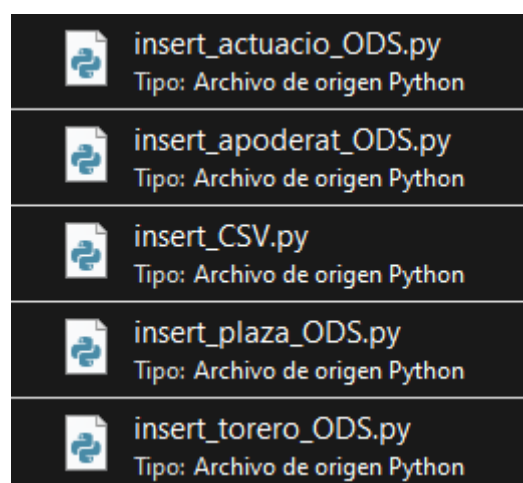 insert_actuacio_ODS.py
Tipo: Archivo de origen Python
insert_apoderat_ODS.py
Tipo: Archivo de origen Python
insert_CSV.py
Tipo: Archivo de origen Python
insert_plaza_ODS.py
Tipo: Archivo de origen Python
insert_torero_ODS.py
Tipo: Archivo de origen Python